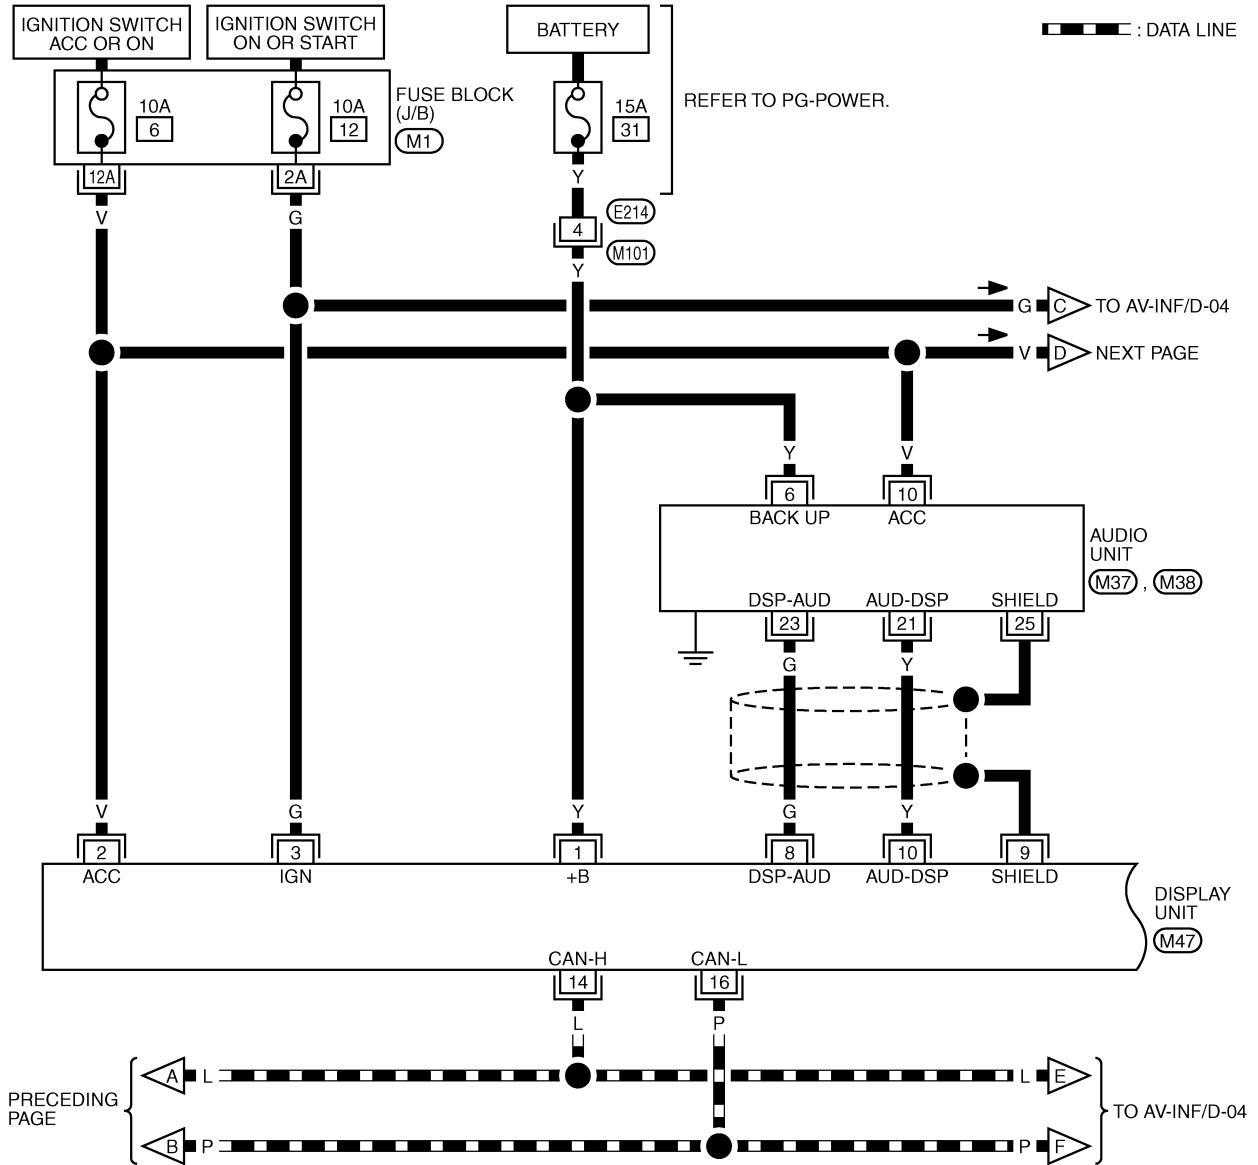 IGNITION SWITCH
ACC OR ON
IGNITION SWITCH
ON OR START
BATTERY
: DATA LINE
10A
6
10A
12
FUSE BLOCK
(J/B)
M1
15A
31
REFER TO PG-POWER.
12A
2A
Y
V
G
E214
4
M101
Y
G
C
TO AV-INF/D-04
V
D
NEXT PAGE
Y
V
6
10
BACK UP
ACC
AUDIO
UNIT
M37 , M38
DSP-AUD
AUD-DSP
SHIELD
23
21
25
G
Y
V
G
Y
G
Y
2
3
1
8
10
9
ACC
IGN
+B
DSP-AUD
AUD-DSP
SHIELD
DISPLAY
UNIT
M47
CAN-H
CAN-L
14
16
L
P
A
L
L
E
PRECEDING
PAGE
TO AV-INF/D-04
B
P
P
F